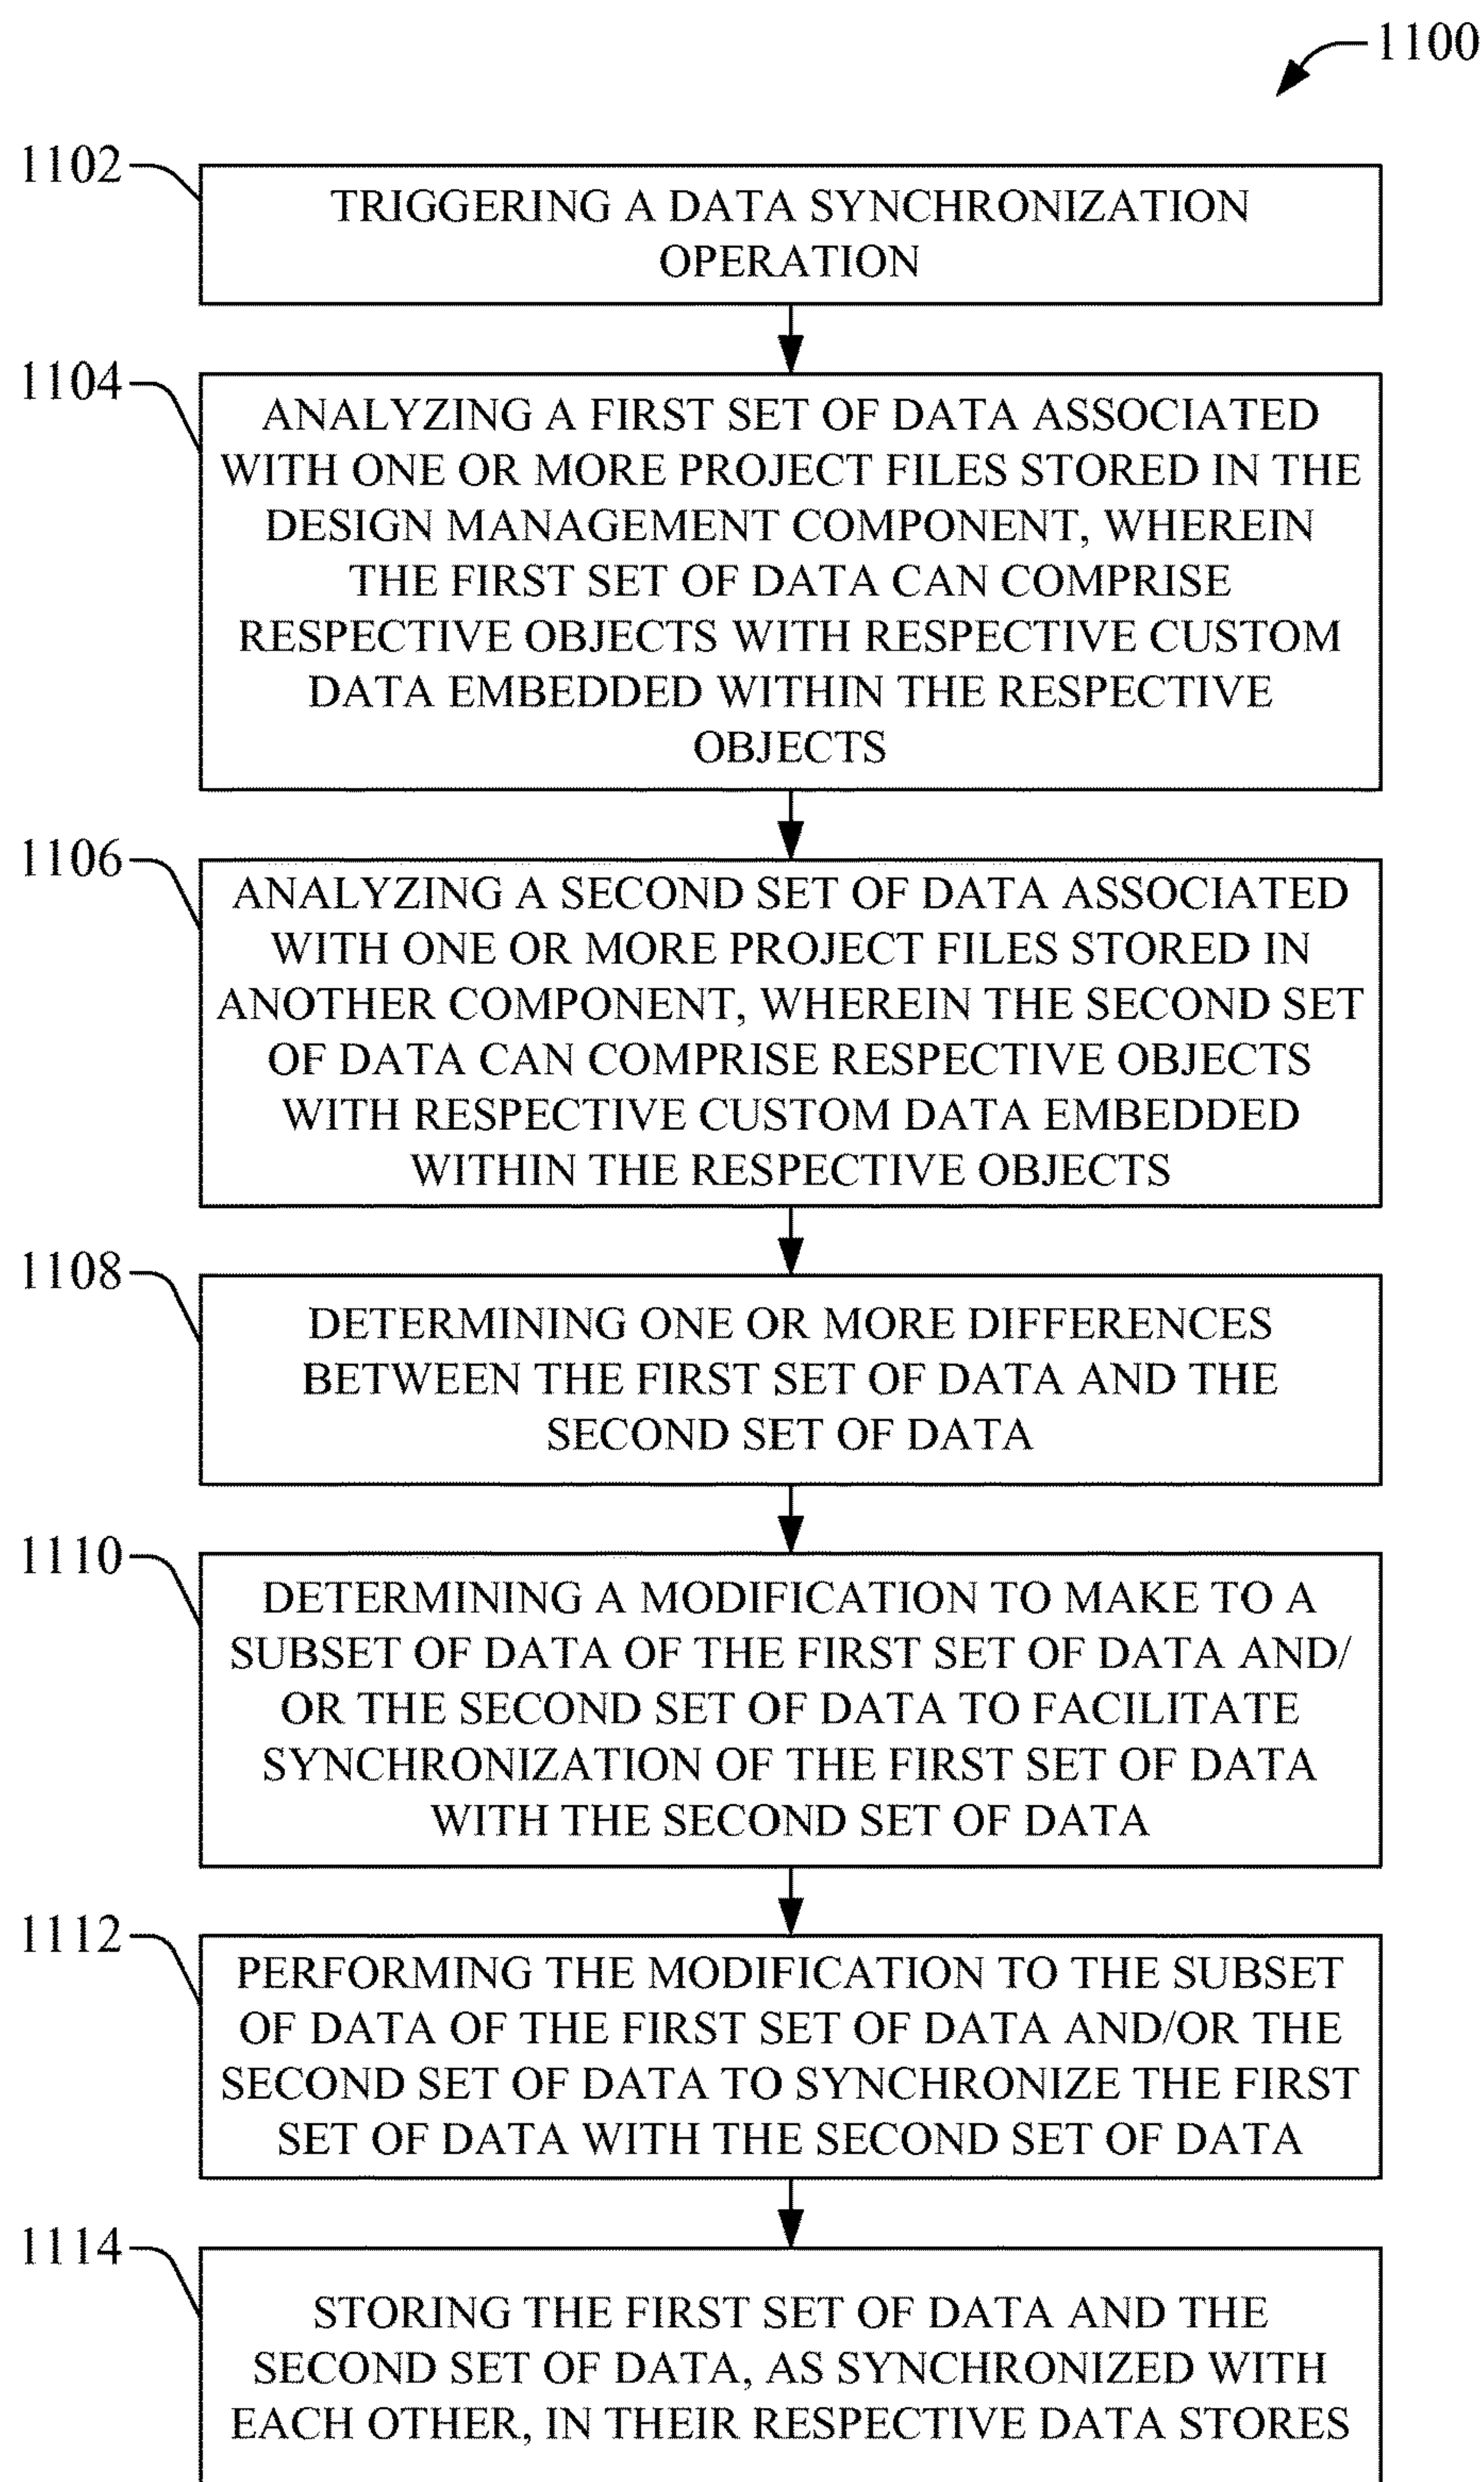 1100
1102
TRIGGERING A DATA SYNCHRONIZATION
OPERATION
1104
ANALYZING A FIRST SET OF DATA ASSOCIATED
WITH ONE OR MORE PROJECT FILES STORED IN THE
DESIGN MANAGEMENT COMPONENT, WHEREIN
THE FIRST SET OF DATA CAN COMPRISE
RESPECTIVE OBJECTS WITH RESPECTIVE CUSTOM
DATA EMBEDDED WITHIN THE RESPECTIVE
OBJECTS
1106
ANALYZING A SECOND SET OF DATA ASSOCIATED
WITH ONE OR MORE PROJECT FILES STORED IN
ANOTHER COMPONENT, WHEREIN THE SECOND SET
OF DATA CAN COMPRISE RESPECTIVE OBJECTS
WITH RESPECTIVE CUSTOM DATA EMBEDDED
WITHIN THE RESPECTIVE OBJECTS
1108
DETERMINING ONE OR MORE DIFFERENCES
BETWEEN THE FIRST SET OF DATA AND THE
SECOND SET OF DATA
1110
DETERMINING A MODIFICATION TO MAKE TO A
SUBSET OF DATA OF THE FIRST SET OF DATA AND/
OR THE SECOND SET OF DATA TO FACILITATE
SYNCHRONIZATION OF THE FIRST SET OF DATA
WITH THE SECOND SET OF DATA
1112
PERFORMING THE MODIFICATION TO THE SUBSET
OF DATA OF THE FIRST SET OF DATA AND/OR THE
SECOND SET OF DATA TO SYNCHRONIZE THE FIRST
SET OF DATA WITH THE SECOND SET OF DATA
1114
STORING THE FIRST SET OF DATA AND THE
SECOND SET OF DATA, AS SYNCHRONIZED WITH
EACH OTHER, IN THEIR RESPECTIVE DATA STORES